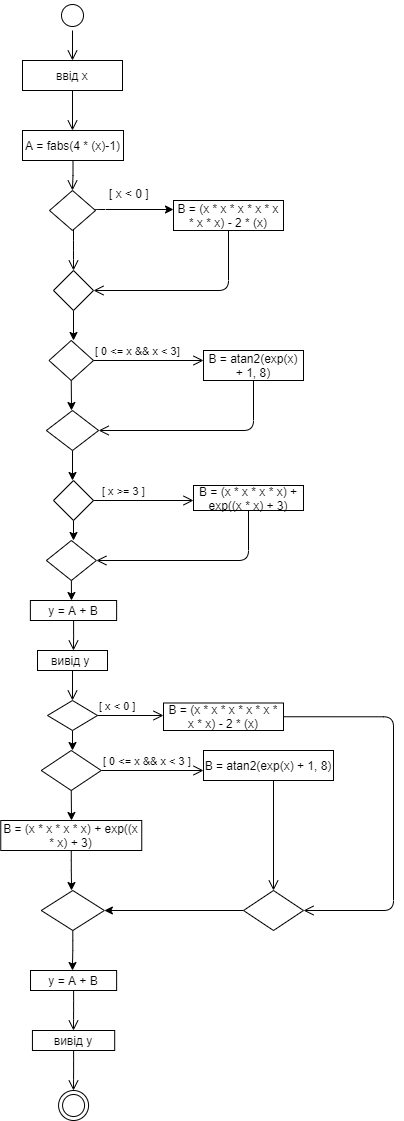 ввід x
A = fabs(4 * (x)-1)
[ x < 0 ]
B = (x * x * x * x * x
* x * x) - 2 * (x)
[ 0 <= x && x < 3]
B = atan2(exp(x)
+ 1, 8)
[ x >= 3 ]
B = (x * x * x * x) +
exp((x * x) + 3)
y = A + B
вивід y
[ x < 0 ]
B = (x * x * x * x * x *
x * x) - 2 * (x)
[ 0 <= x && x < 3 ]
B = atan2(exp(x) + 1, 8)
B = (x * x * x * x) + exp((x
* x) + 3)
y = A + B
вивід y